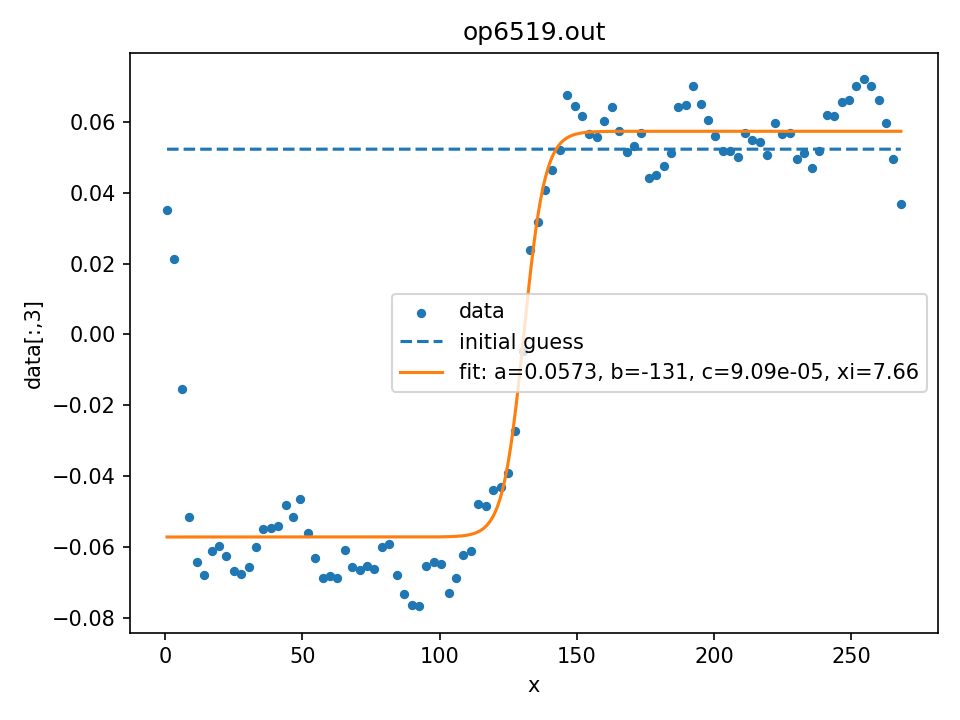 op6519.out
data[:,3]
0.06
0.04
0.02
0.00
−0.02
−0.04
−0.06
−0.08
data
initial guess
fit: a=0.0573, b=-131, c=9.09e-05, xi=7.66
0 50 100 150 200 250
x